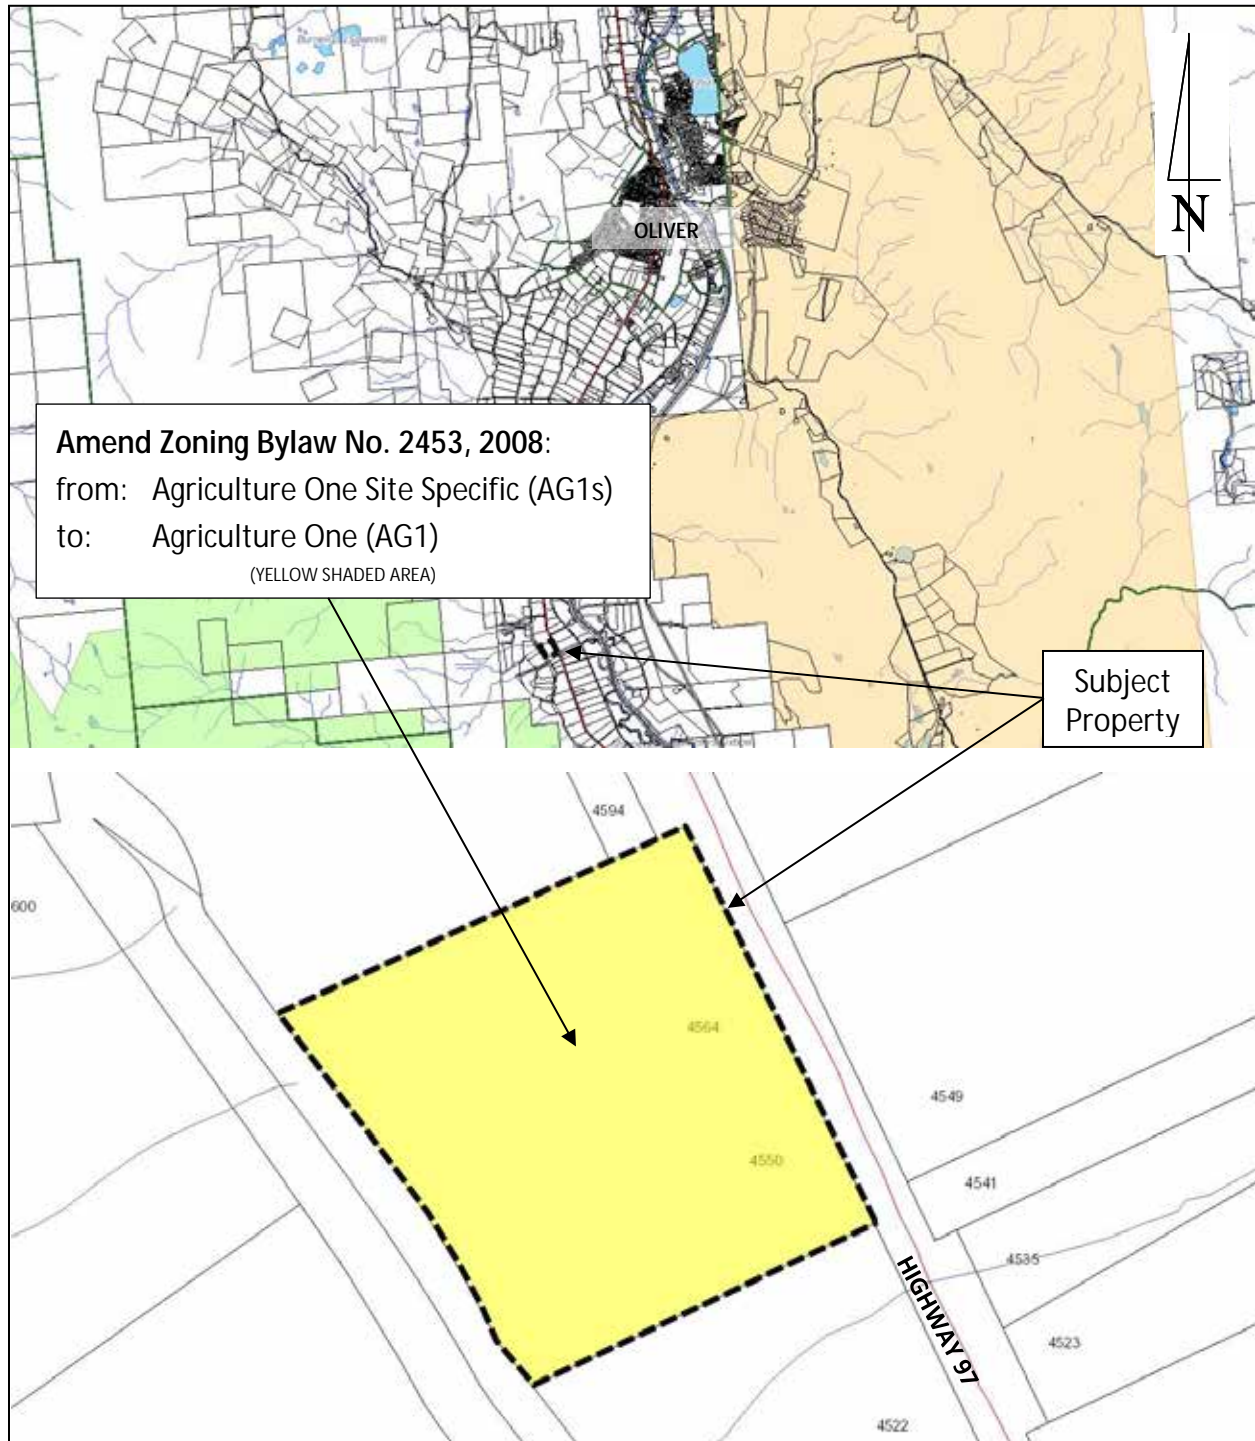 OLIVER
N
Amend Zoning Bylaw No. 2453, 2008:
from: Agriculture One Site Specific (AG1s)
to: Agriculture One (AG1)
(YELLOW SHADED AREA)
Subject
Property
4594
600
4564
4549
4550
4541
4535
HIGHWAY 97
4523
4522